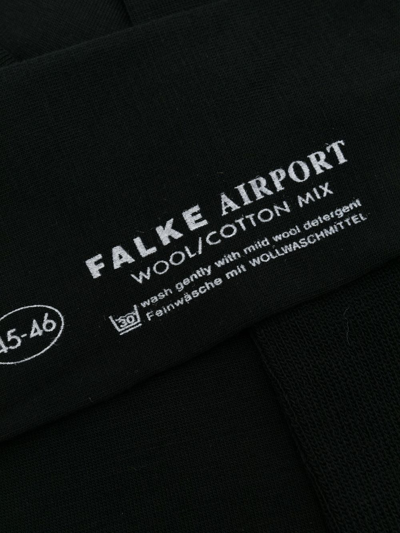 FALKE AIRPORT
WOOL/COTTON MIX
wash gently with mild wool detergent
30 Feinwäsche mit WOLLWASCHMITTEL
45-46